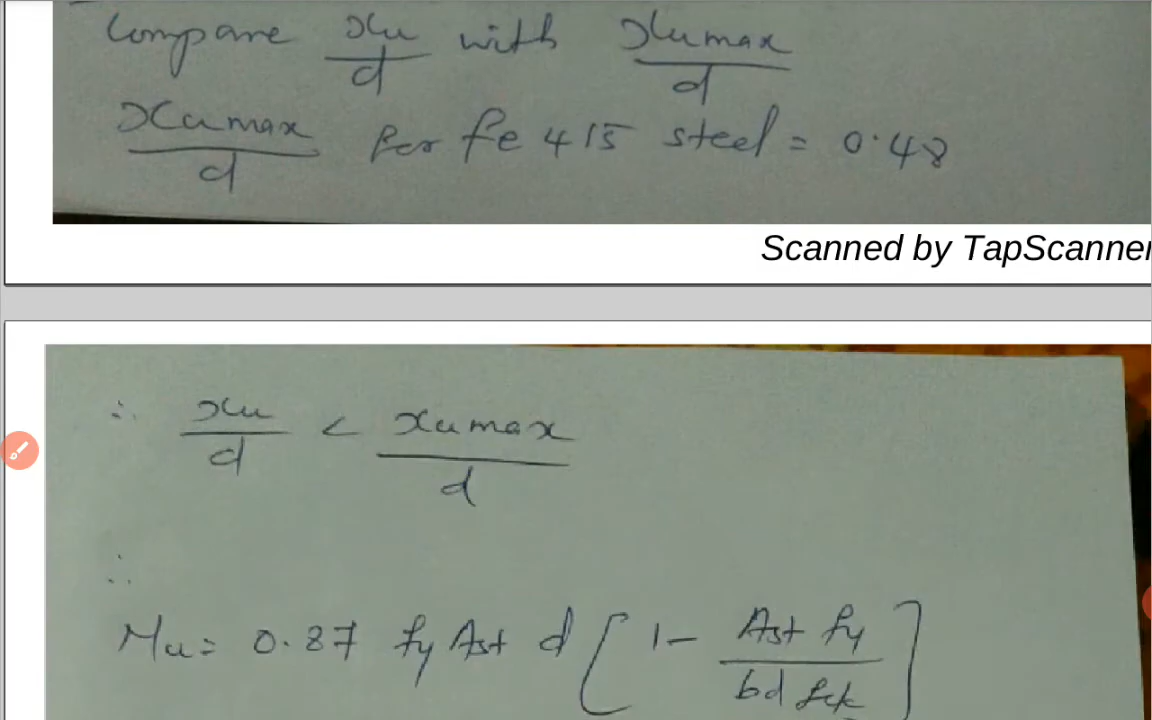 Compare xu/d with xumax/d
xumax/d for fe 415 steel = 0.48
Scanned by TapScanner
∴ xu/d < xumax/d
∴
Mu = 0.87 fy Ast d [1 - Ast fy / bd fck]